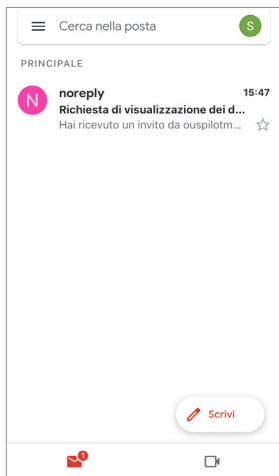 Cerca nella posta
S
PRINCIPALE
N
noreply
15:47
Richiesta di visualizzazione dei d...
Hai ricevuto un invito da ouspilotm...
Scrivi
1